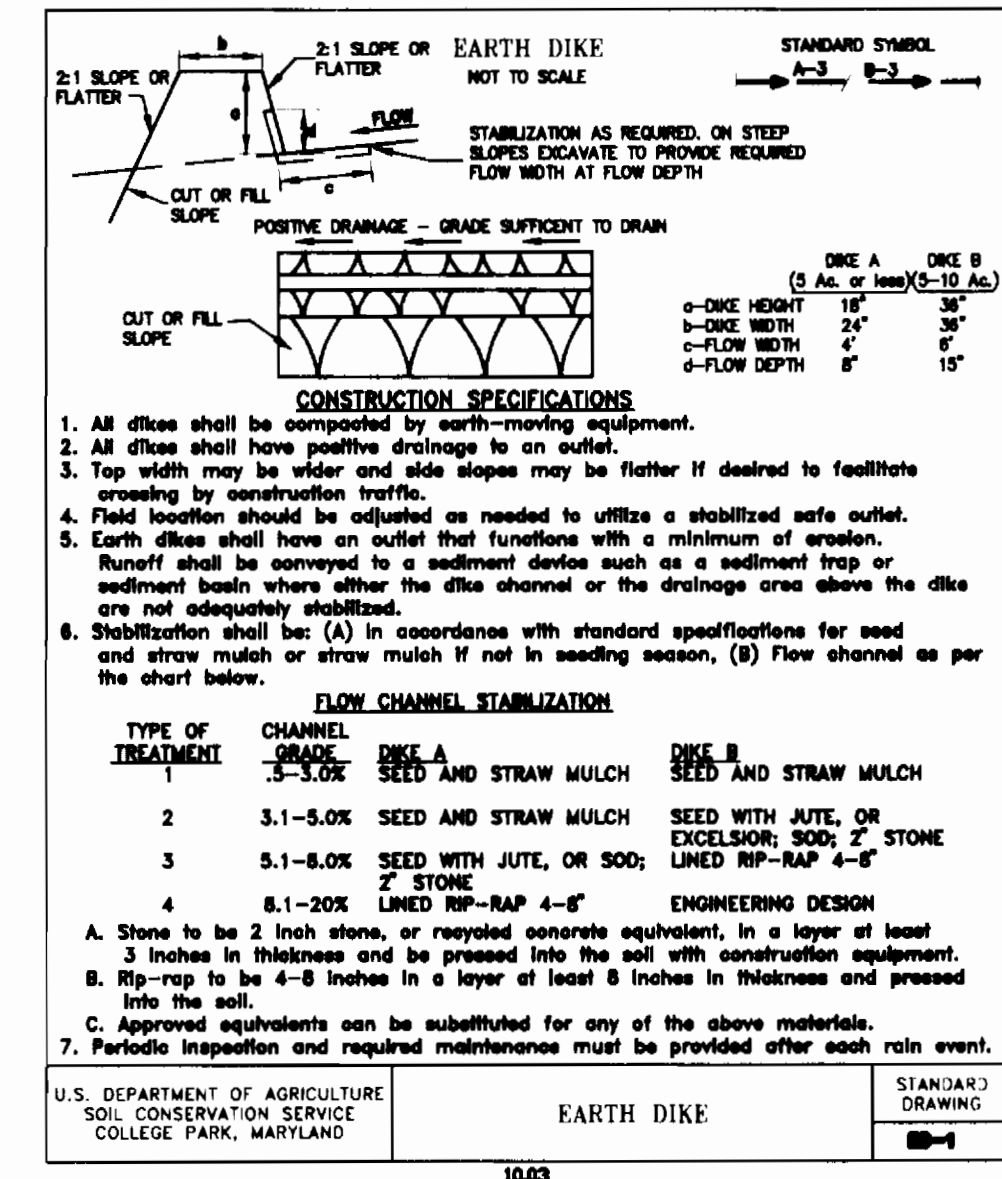 EARTH DIKE
NOT TO SCALE
STANDARD SYMBOL
A-3 B-3
b
2:1 SLOPE OR
FLATTER
2:1 SLOPE OR
FLATTER
a
d
FLOW
c
CUT OR FILL
SLOPE
STABILIZATION AS REQUIRED. ON STEEP
SLOPES EXCAVATE TO PROVIDE REQUIRED
FLOW WIDTH AT FLOW DEPTH
POSITIVE DRAINAGE - GRADE SUFFICENT TO DRAIN
CUT OR FILL
SLOPE
DIKE A DIKE B
(5 Ac. or less)(5-10 Ac.)
a-DIKE HEIGHT 18" 36"
b-DIKE WIDTH 24" 36"
c-FLOW WIDTH 4' 6'
d-FLOW DEPTH 8" 15"
CONSTRUCTION SPECIFICATIONS
1. All dikes shall be compacted by earth-moving equipment.
2. All dikes shall have positive drainage to an outlet.
3. Top width may be wider and side slopes may be flatter if desired to facilitate
crossing by construction traffic.
4. Field location should be adjusted as needed to utilize a stabilized safe outlet.
5. Earth dikes shall have an outlet that functions with a minimum of erosion.
Runoff shall be conveyed to a sediment device such as a sediment trap or
sediment basin where either the dike channel or the drainage area above the dike
are not adequately stabilized.
6. Stabilization shall be: (A) in accordance with standard specifications for seed
and straw mulch or straw mulch if not in seeding season, (B) Flow channel as per
the chart below.
FLOW CHANNEL STABILIZATION
TYPE OF CHANNEL
TREATMENT GRADE DIKE A DIKE B
1 .5-3.0% SEED AND STRAW MULCH SEED AND STRAW MULCH
2 3.1-5.0% SEED AND STRAW MULCH SEED WITH JUTE, OR
EXCELSIOR; SOD; 2" STONE
3 5.1-8.0% SEED WITH JUTE, OR SOD; LINED RIP-RAP 4-8"
2" STONE
4 8.1-20% LINED RIP-RAP 4-8" ENGINEERING DESIGN
A. Stone to be 2 inch stone, or recycled concrete equivalent, in a layer at least
3 inches in thickness and be pressed into the soil with construction equipment.
B. Rip-rap to be 4-8 inches in a layer at least 8 inches in thickness and pressed
into the soil.
C. Approved equivalents can be substituted for any of the above materials.
7. Periodic inspection and required maintenance must be provided after each rain event.
U.S. DEPARTMENT OF AGRICULTURE
SOIL CONSERVATION SERVICE
COLLEGE PARK, MARYLAND
EARTH DIKE
STANDARD
DRAWING
10.03